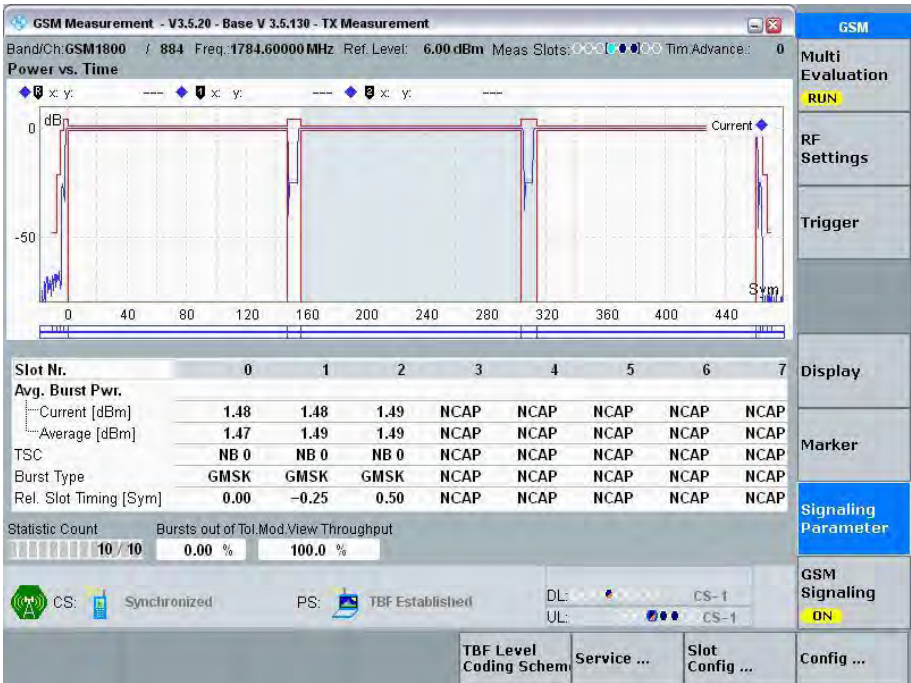 GSM Measurement - V3.5.20 - Base V 3.5.130 - TX Measurement
GSM
Band/Ch:GSM1800 / 884 Freq.:1784.60000 MHz Ref. Level: 6.00 dBm Meas Slots: Tim Advance.: 0
Power vs. Time
Multi Evaluation
RUN
R x: y: --- 1 x: y: --- 2 x: y: ---
dB
Current
0
-50
Sym
0 40 80 120 160 200 240 280 320 360 400 440
RF Settings
Trigger
Slot Nr. 0 1 2 3 4 5 6 7
Avg. Burst Pwr.
Current [dBm] 1.48 1.48 1.49 NCAP NCAP NCAP NCAP NCAP
Average [dBm] 1.47 1.49 1.49 NCAP NCAP NCAP NCAP NCAP
TSC NB 0 NB 0 NB 0 NCAP NCAP NCAP NCAP NCAP
Burst Type GMSK GMSK GMSK NCAP NCAP NCAP NCAP NCAP
Rel. Slot Timing [Sym] 0.00 −0.25 0.50 NCAP NCAP NCAP NCAP NCAP
Display
Marker
Signaling Parameter
Statistic Count Bursts out of Tol. Mod.View Throughput
10 / 10 0.00 % 100.0 %
CS: Synchronized PS: TBF Established DL: CS-1
UL: CS-1
GSM Signaling
ON
TBF Level
Coding Schem
Service ...
Slot
Config ...
Config ...